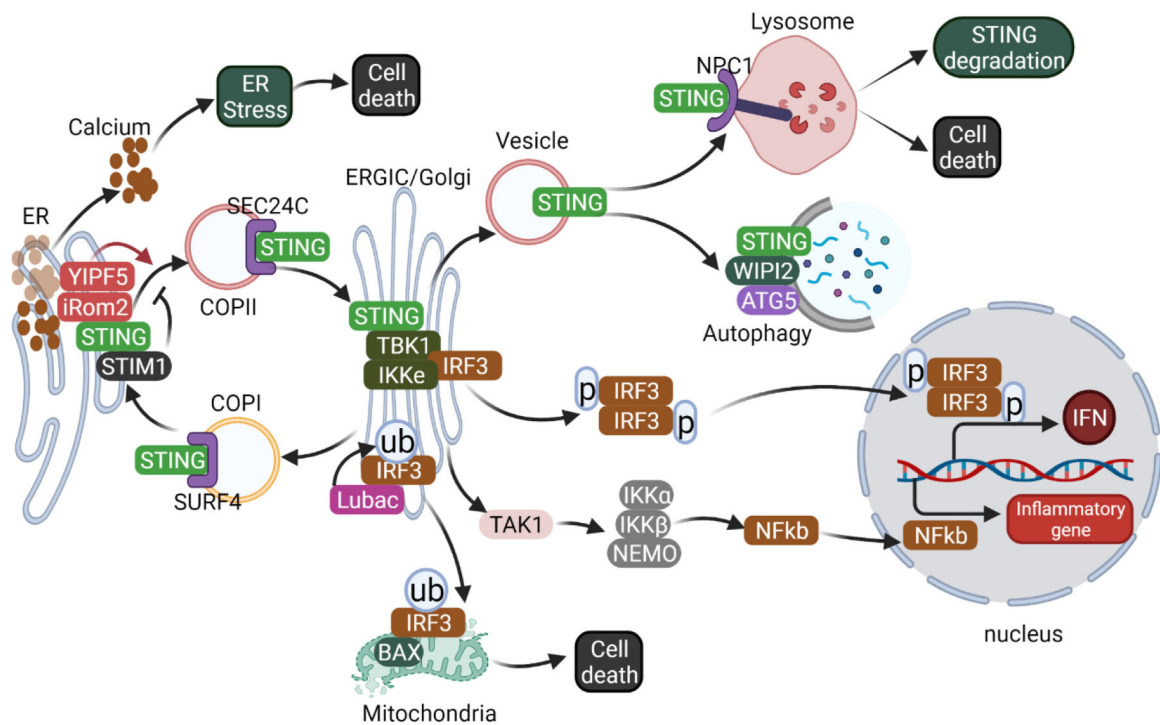 Lysosome
STING
degradation
NPC1
STING
Cell
death
ER
Stress
Cell
death
Calcium
Vesicle
STING
ERGIC/Golgi
ER
SEC24C
STING
COPII
YIPF5
iRom2
STING
STIM1
STING
WIPI2
ATG5
Autophagy
STING
TBK1
IKKe
IRF3
COPI
STING
SURF4
p
IRF3
IRF3
p
p
IRF3
IRF3
p
IFN
ub
IRF3
Lubac
TAK1
IKKα
IKKβ
NEMO
NFkb
NFkb
Inflammatory
gene
nucleus
ub
IRF3
BAX
Cell
death
Mitochondria